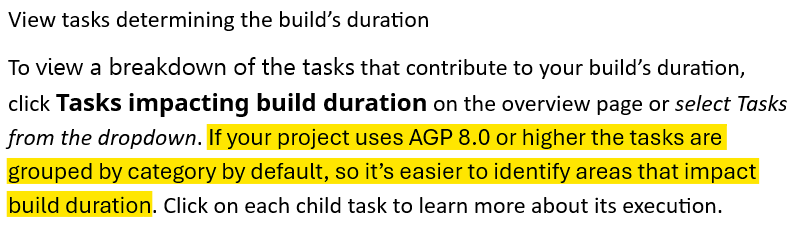 View tasks determining the build’s duration
To view a breakdown of the tasks that contribute to your build’s duration,
click Tasks impacting build duration on the overview page or select Tasks
from the dropdown. If your project uses AGP 8.0 or higher the tasks are
grouped by category by default, so it’s easier to identify areas that impact
build duration. Click on each child task to learn more about its execution.